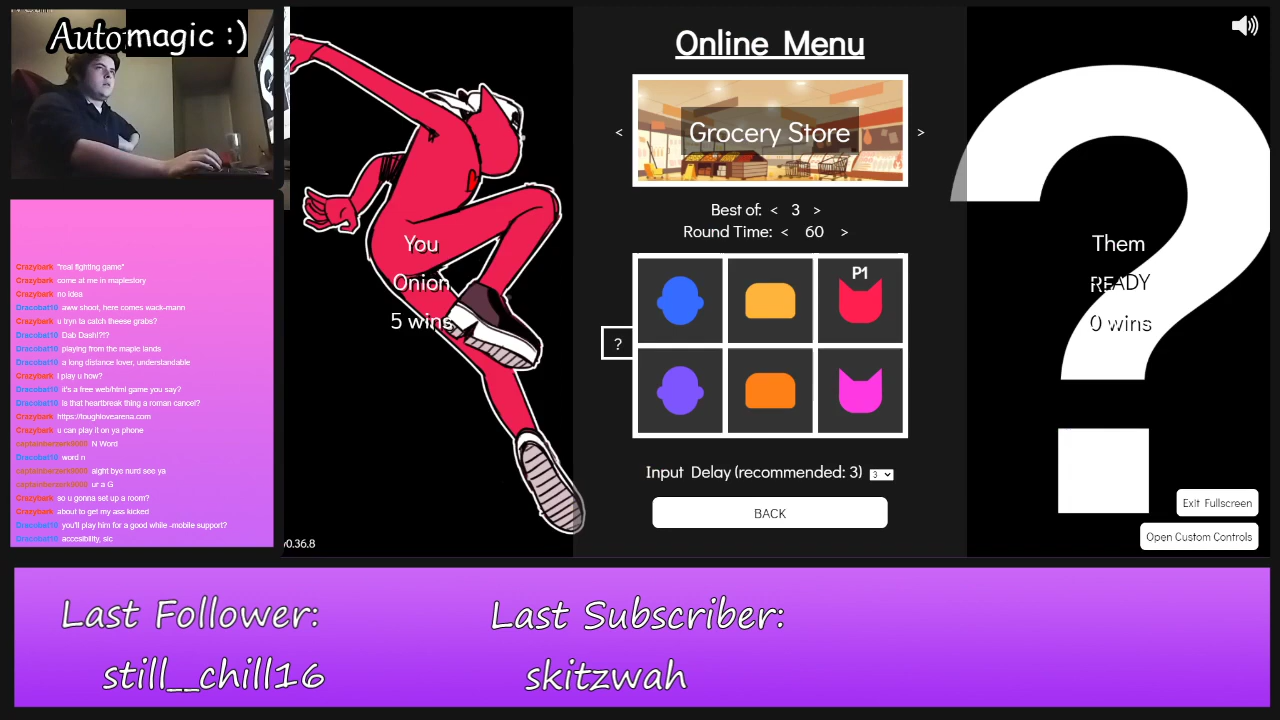 Automagic :)
Crazybark "real fighting game"
Crazybark come at me in maplestory
Crazybark no idea
Dracobat10 aww shoot, here comes wack-mann
Crazybark u tryn ta catch theese grabs?
Dracobat10 Dab Dash!?!?
Dracobat10 playing from the maple lands
Dracobat10 a long distance lover, understandable
Crazybark I play u how?
Dracobat10 it's a free web/html game you say?
Dracobat10 Is that heartbreak thing a roman cancel?
Crazybark https://toughlovearena.com
Crazybark u can play it on ya phone
captainberzerk9000 N Word
Dracobat10 word n
captainberzerk9000 aight bye nurd see ya
captainberzerk9000 ur a G
Crazybark so u gonna set up a room?
Crazybark about to get my ass kicked
Dracobat10 you'll play him for a good while -mobile support?
Dracobat10 accesibility, sic
Online Menu
< Grocery Store >
Best of: < 3 >
Round Time: < 60 >
You
Onion
5 wins
P1
?
Input Delay (recommended: 3) 3
BACK
v0.36.8
Them
READY
0 wins
Exit Fullscreen
Open Custom Controls
Last Follower:
still__chill16
Last Subscriber:
skitzwah